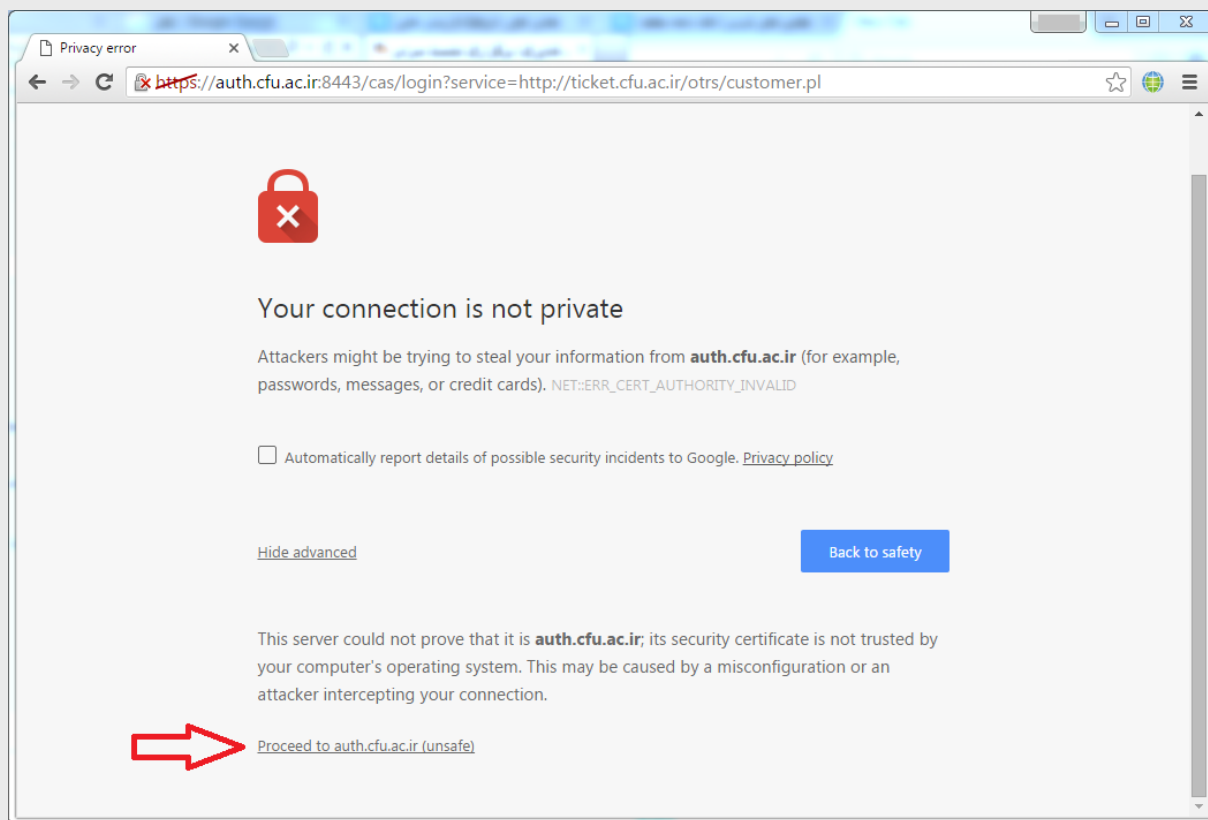 Privacy error
https://auth.cfu.ac.ir:8443/cas/login?service=http://ticket.cfu.ac.ir/otrs/customer.pl
Your connection is not private
Attackers might be trying to steal your information from auth.cfu.ac.ir (for example,
passwords, messages, or credit cards). NET::ERR_CERT_AUTHORITY_INVALID
Automatically report details of possible security incidents to Google. Privacy policy
Hide advanced
Back to safety
This server could not prove that it is auth.cfu.ac.ir; its security certificate is not trusted by
your computer's operating system. This may be caused by a misconfiguration or an
attacker intercepting your connection.
Proceed to auth.cfu.ac.ir (unsafe)